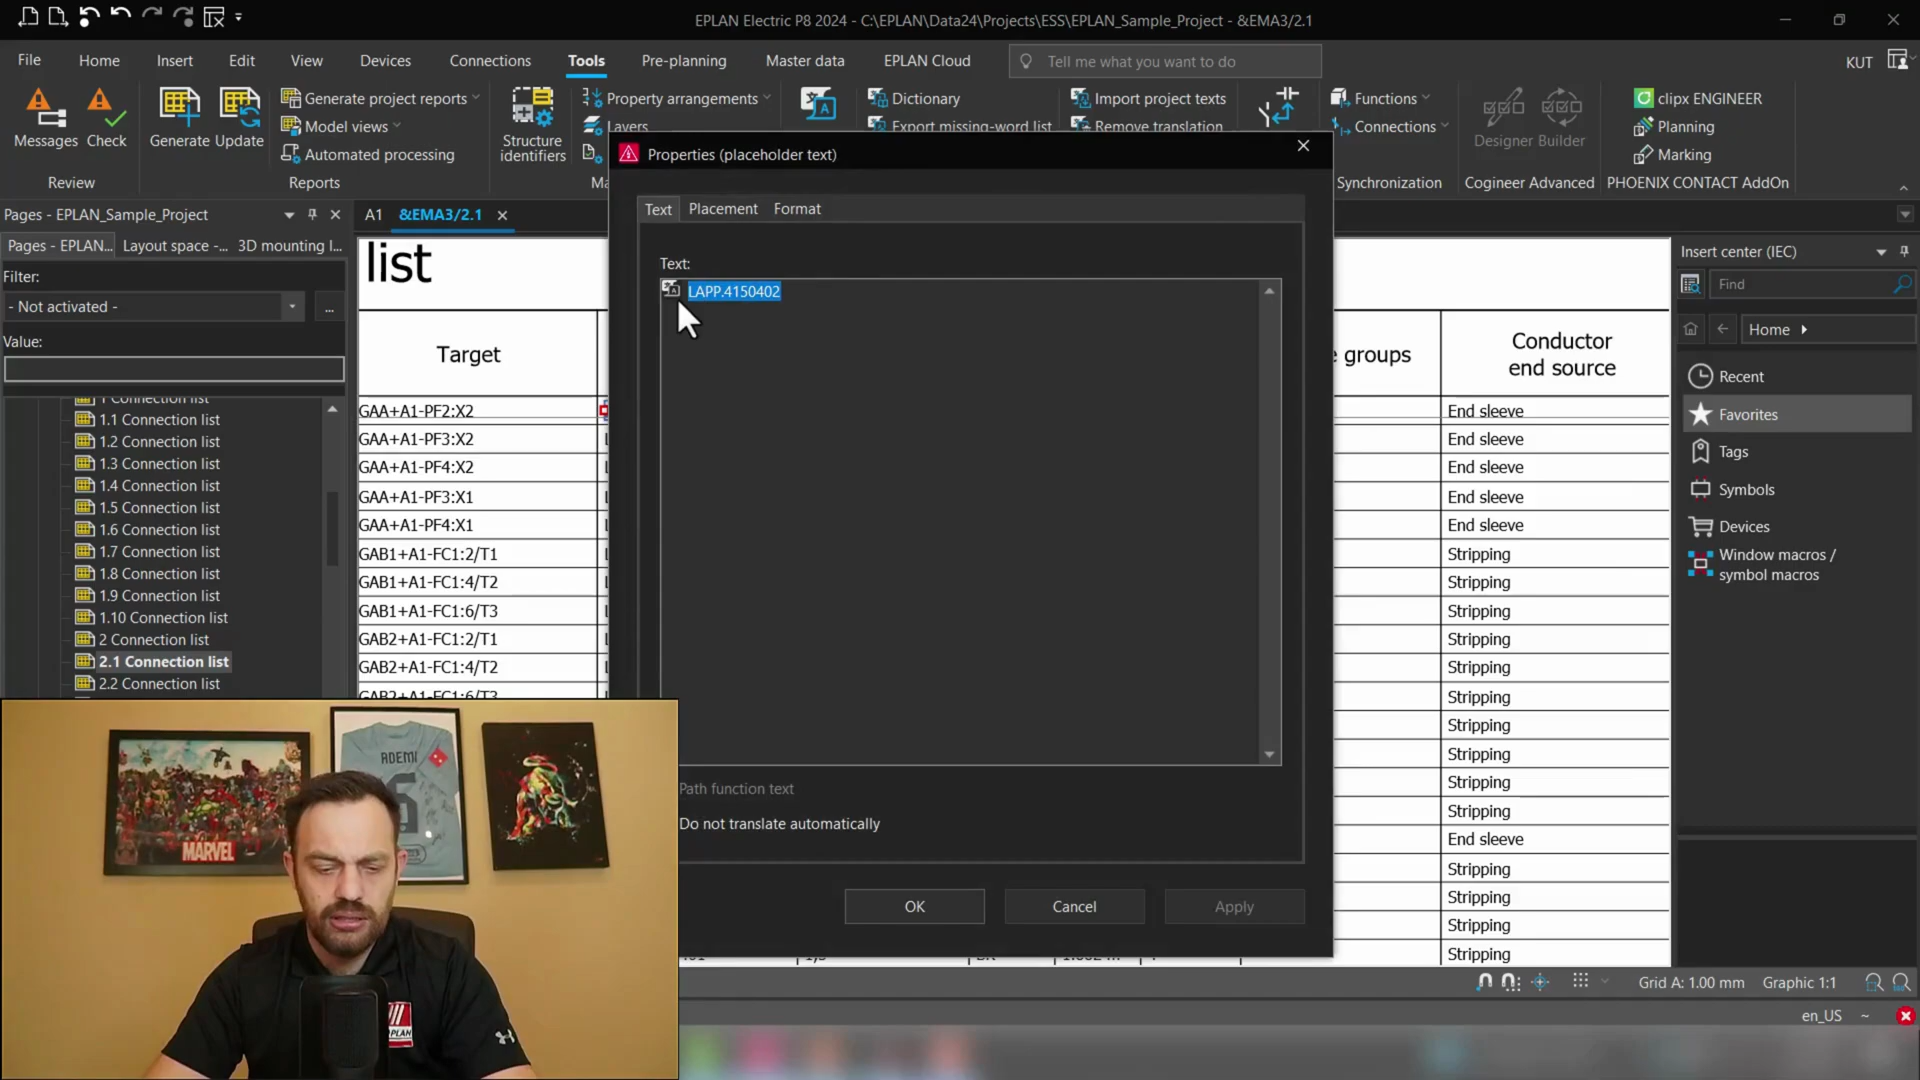 EPLAN Electric P8 2024 - C:\EPLAN\Data24\Projects\ESS\EPLAN_Sample_Project - &EMA3/2.1
File
Home
Insert
Edit
View
Devices
Connections
Tools
Pre-planning
Master data
EPLAN Cloud
Tell me what you want to do
KUT
Messages
Check
Review
Generate
Update
Generate project reports
Model views
Automated processing
Reports
Structure identifiers
Property arrangements
Layers
Dictionary
Export missing-word list
Import project texts
Remove translation
Functions
Connections
Synchronization
Designer
Builder
Cogineer Advanced
clipx ENGINEER
Planning
Marking
PHOENIX CONTACT AddOn
Pages - EPLAN_Sample_Project
Pages - EPLAN...
Layout space -...
3D mounting l...
Filter:
- Not activated -
...
Value:
1 Connection list
1.1 Connection list
1.2 Connection list
1.3 Connection list
1.4 Connection list
1.5 Connection list
1.6 Connection list
1.7 Connection list
1.8 Connection list
1.9 Connection list
1.10 Connection list
2 Connection list
2.1 Connection list
2.2 Connection list
A1
&EMA3/2.1
list
Target
GAA+A1-PF2:X2
GAA+A1-PF3:X2
GAA+A1-PF4:X2
GAA+A1-PF3:X1
GAA+A1-PF4:X1
GAB1+A1-FC1:2/T1
GAB1+A1-FC1:4/T2
GAB1+A1-FC1:6/T3
GAB2+A1-FC1:2/T1
GAB2+A1-FC1:4/T2
GAB2+A1-FC1:6/T3
Properties (placeholder text)
Text
Placement
Format
Text:
LAPP.4150402
Path function text
Do not translate automatically
OK
Cancel
Apply
groups
Conductor
end source
End sleeve
End sleeve
End sleeve
End sleeve
End sleeve
Stripping
Stripping
Stripping
Stripping
Stripping
Stripping
Stripping
Stripping
Stripping
Stripping
End sleeve
Stripping
Stripping
Stripping
Stripping
Insert center (IEC)
Find
Home
Recent
Favorites
Tags
Symbols
Devices
Window macros /
symbol macros
Grid A: 1.00 mm
Graphic 1:1
en_US
~
MARVEL
ADEMI
6
EPLAN